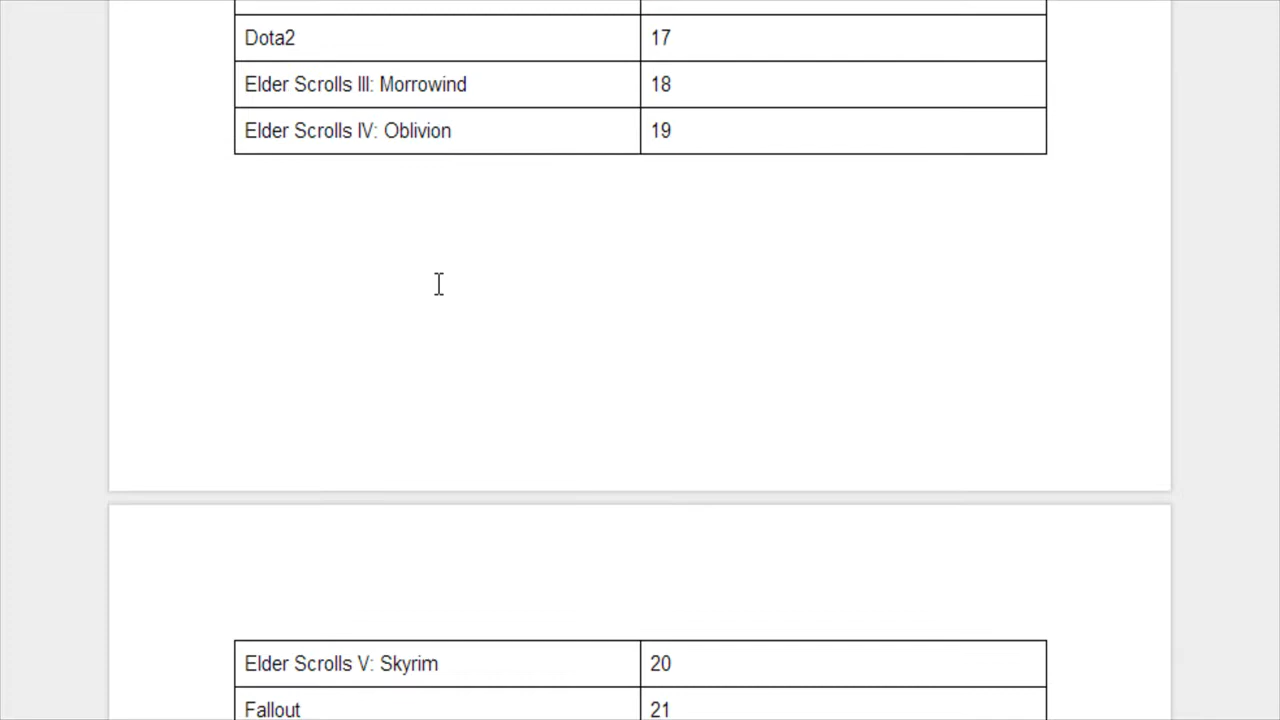 Dota2 17
Elder Scrolls III: Morrowind 18
Elder Scrolls IV: Oblivion 19
Elder Scrolls V: Skyrim 20
Fallout 21